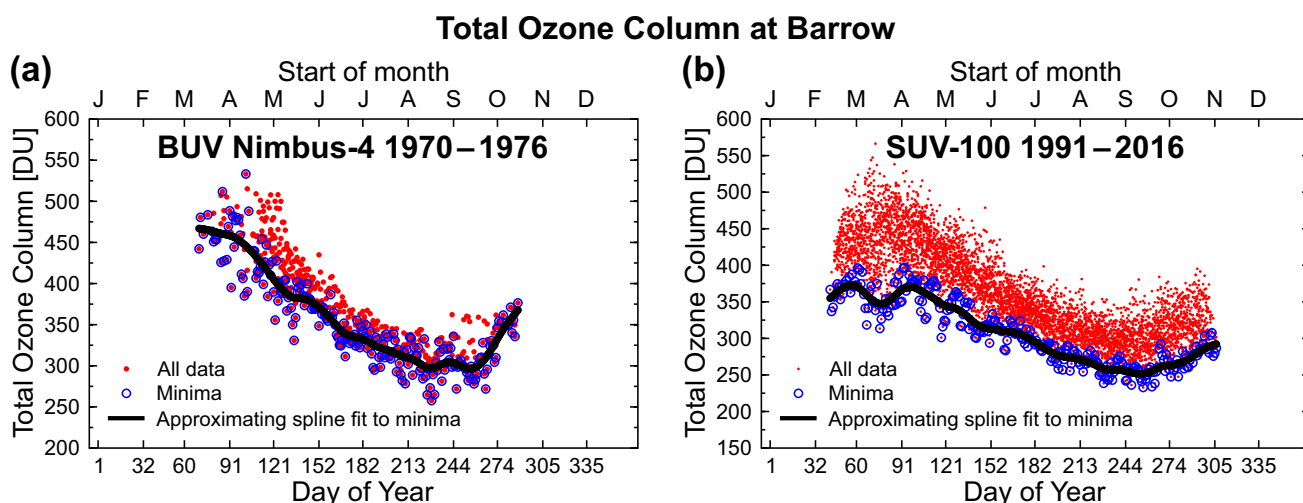 Total Ozone Column at Barrow
(a)
Start of month
J F M A M J J A S O N D
BUV Nimbus-4 1970–1976
Total Ozone Column [DU]
600
550
500
450
400
350
300
250
200
All data
Minima
Approximating spline fit to minima
1 32 60 91 121 152 182 213 244 274 305 335
Day of Year
(b)
Start of month
J F M A M J J A S O N D
SUV-100 1991–2016
Total Ozone Column [DU]
600
550
500
450
400
350
300
250
200
150
All data
Minima
Approximating spline fit to minima
1 32 60 91 121 152 182 213 244 274 305 335
Day of Year